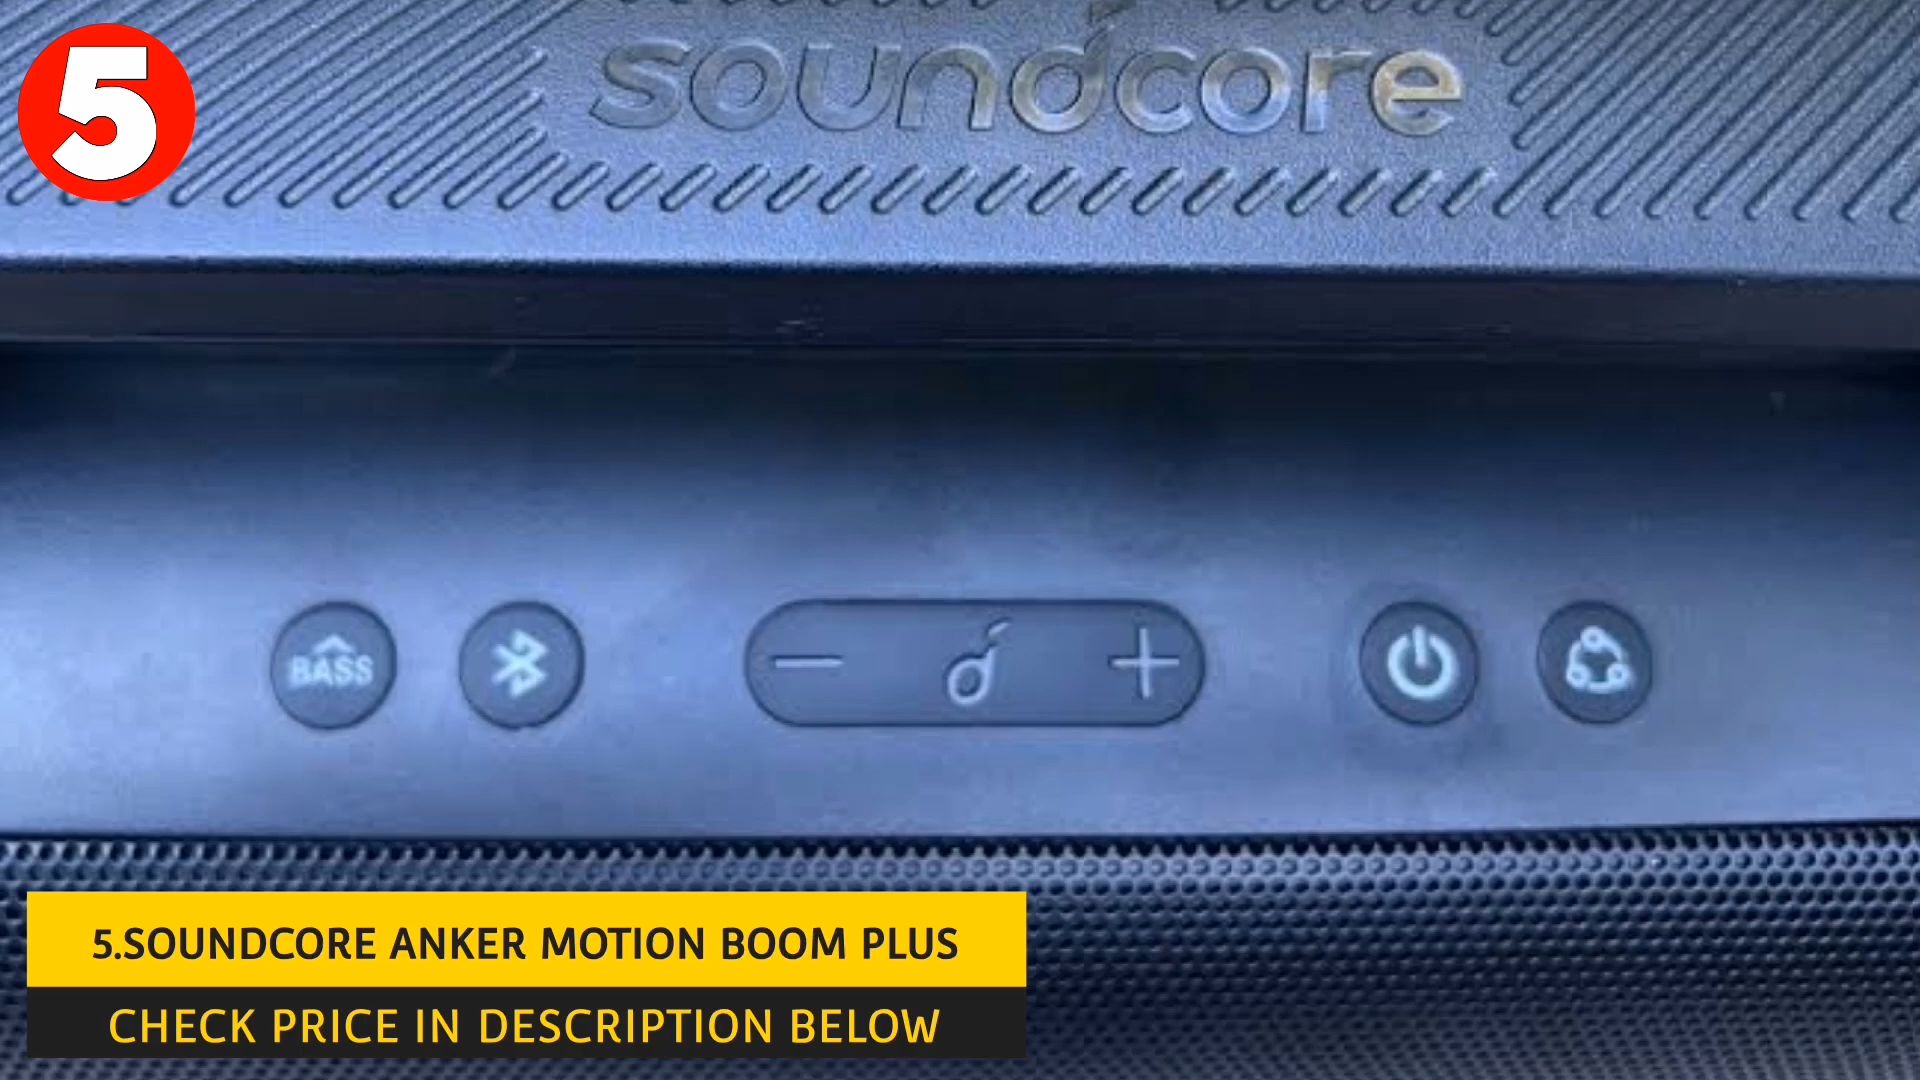 5
soundcore
BASS
5.SOUNDCORE ANKER MOTION BOOM PLUS
CHECK PRICE IN DESCRIPTION BELOW